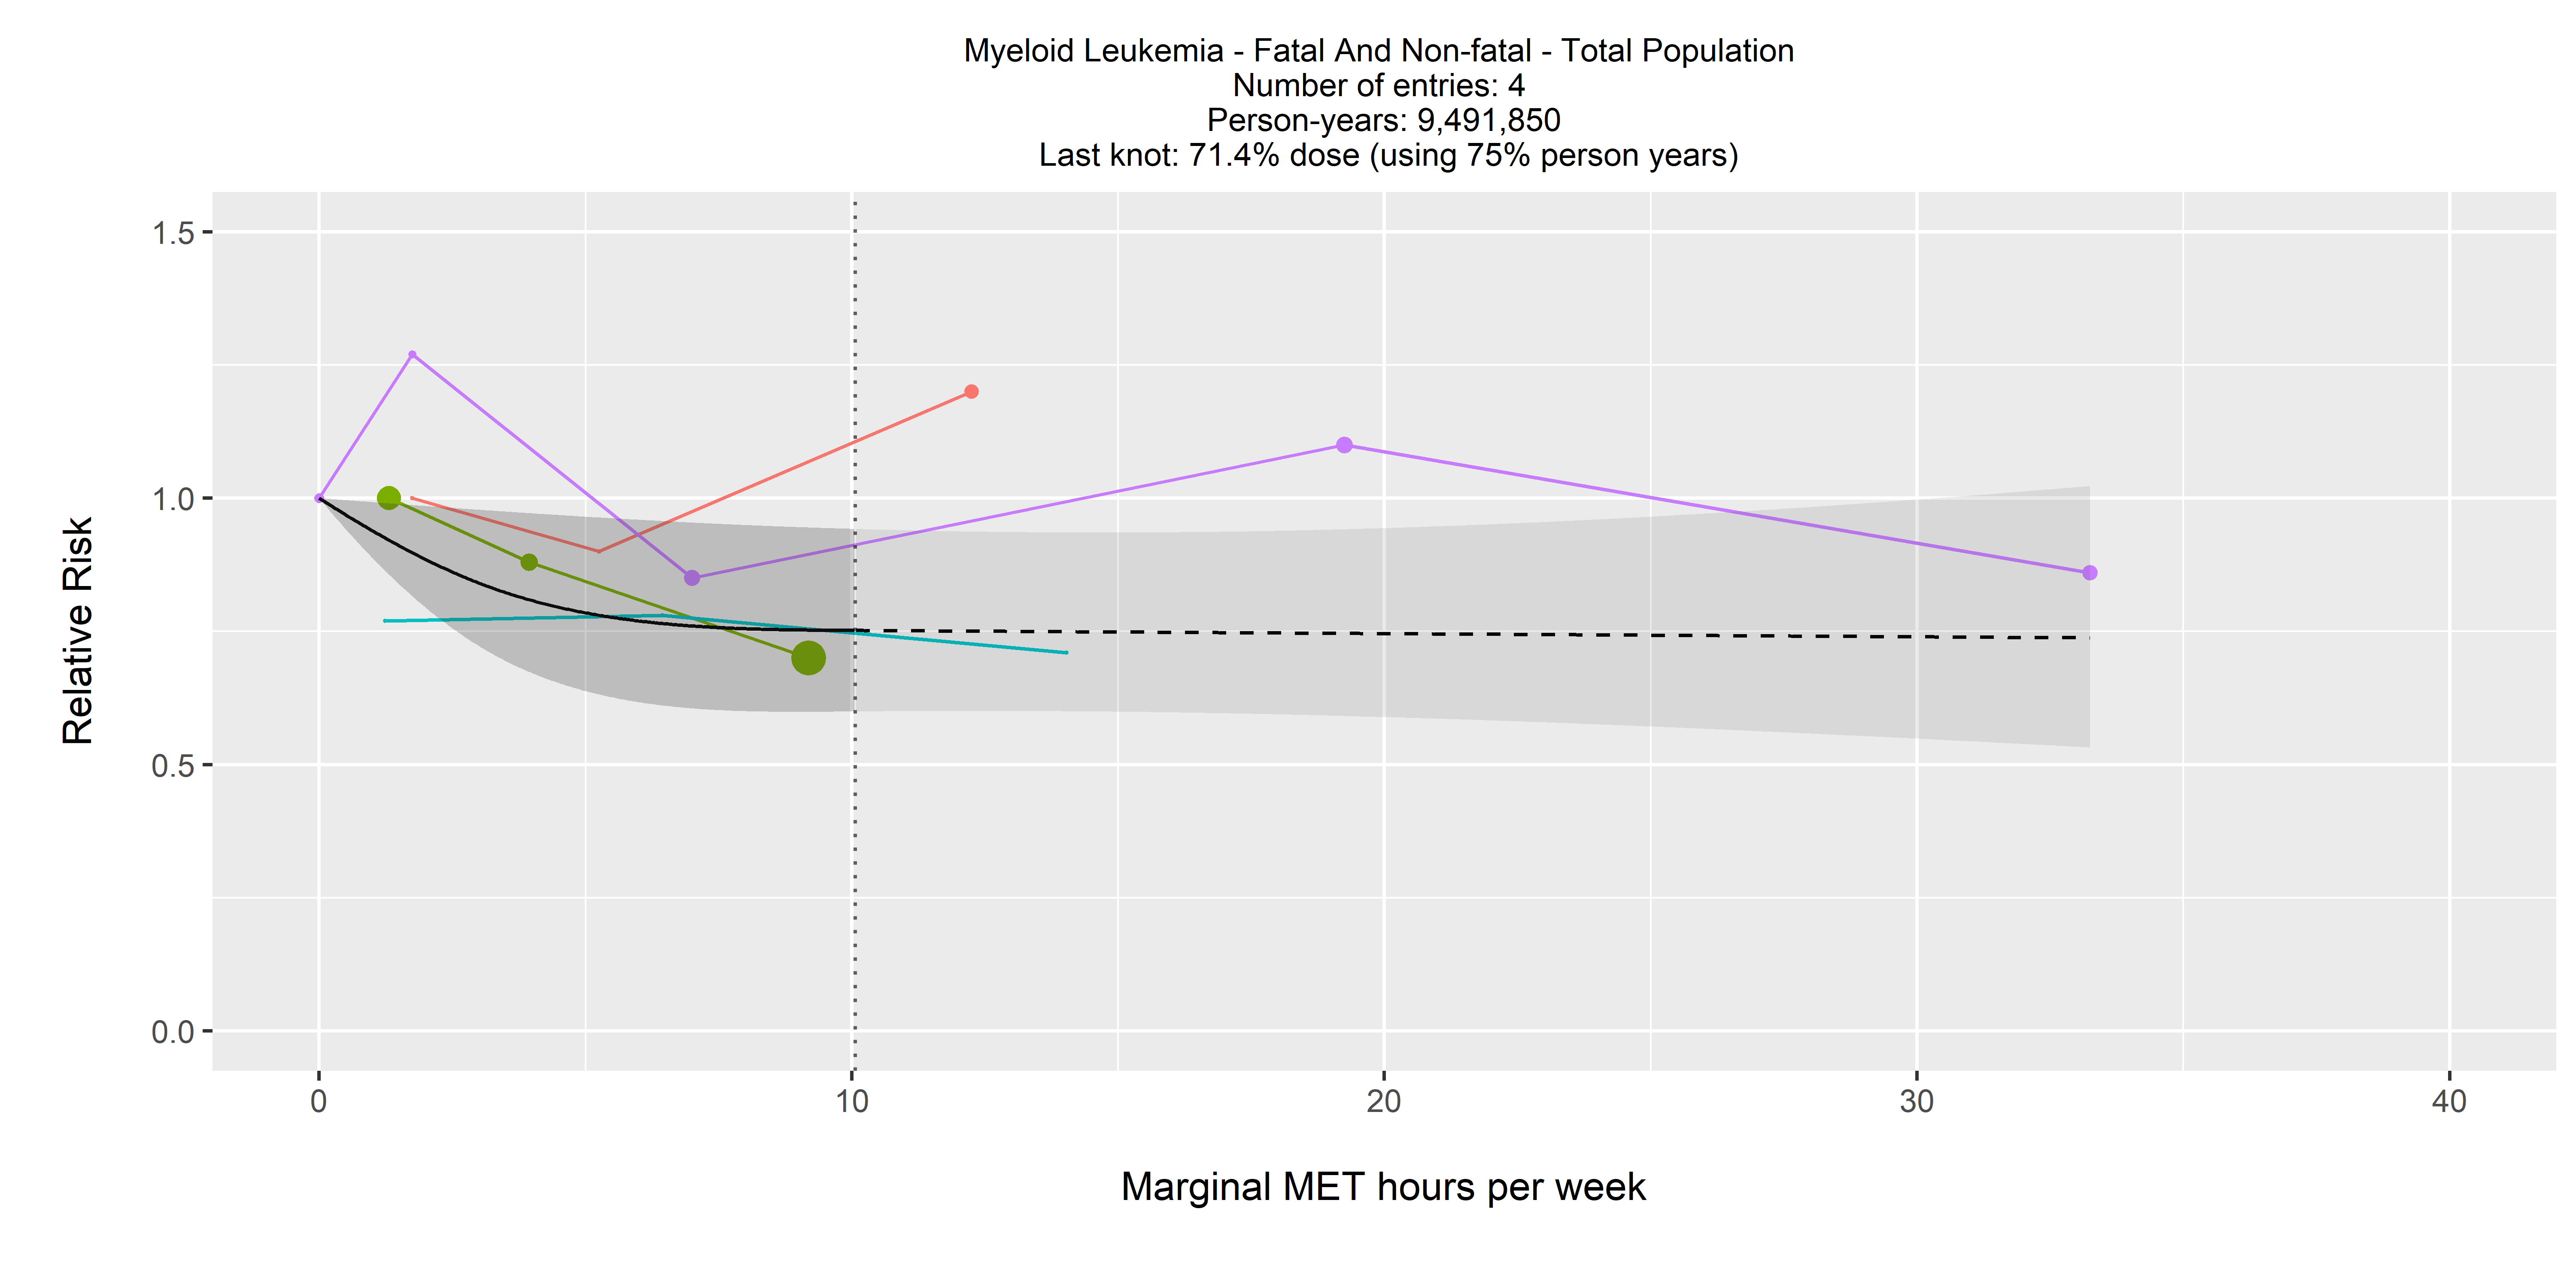 Myeloid Leukemia - Fatal And Non-fatal - Total Population
Number of entries: 4
Person-years: 9,491,850
Last knot: 71.4% dose (using 75% person years)
1.5
1.0
0.5
0.0
Relative Risk
0 10 20 30 40
Marginal MET hours per week